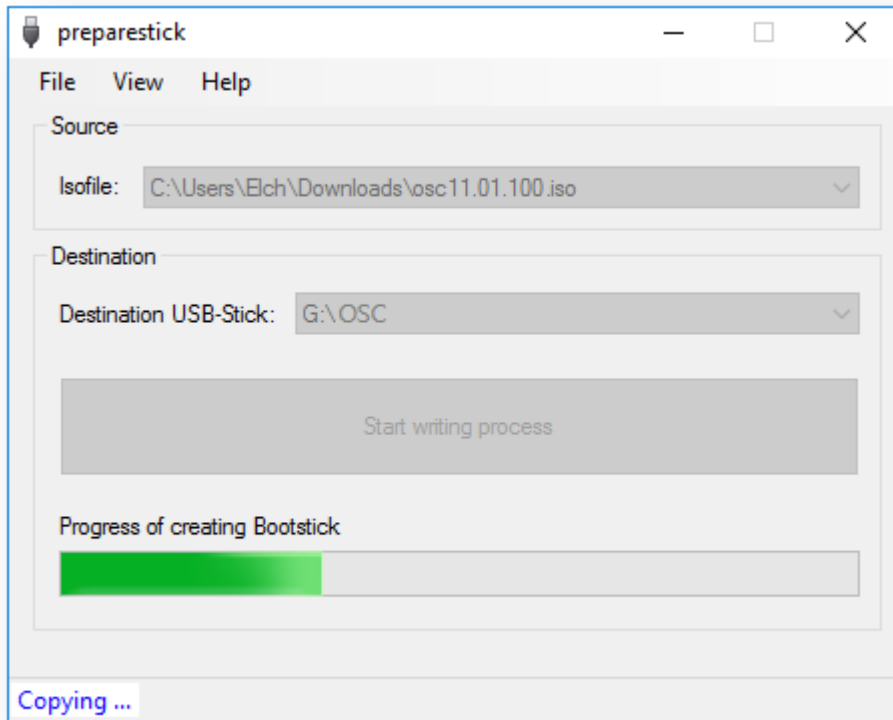 preparestick
File View Help
Source
Isofile: C:\Users\Elch\Downloads\osc11.01.100.iso
Destination
Destination USB-Stick: G:\OSC
Start writing process
Progress of creating Bootstick
Copying ...